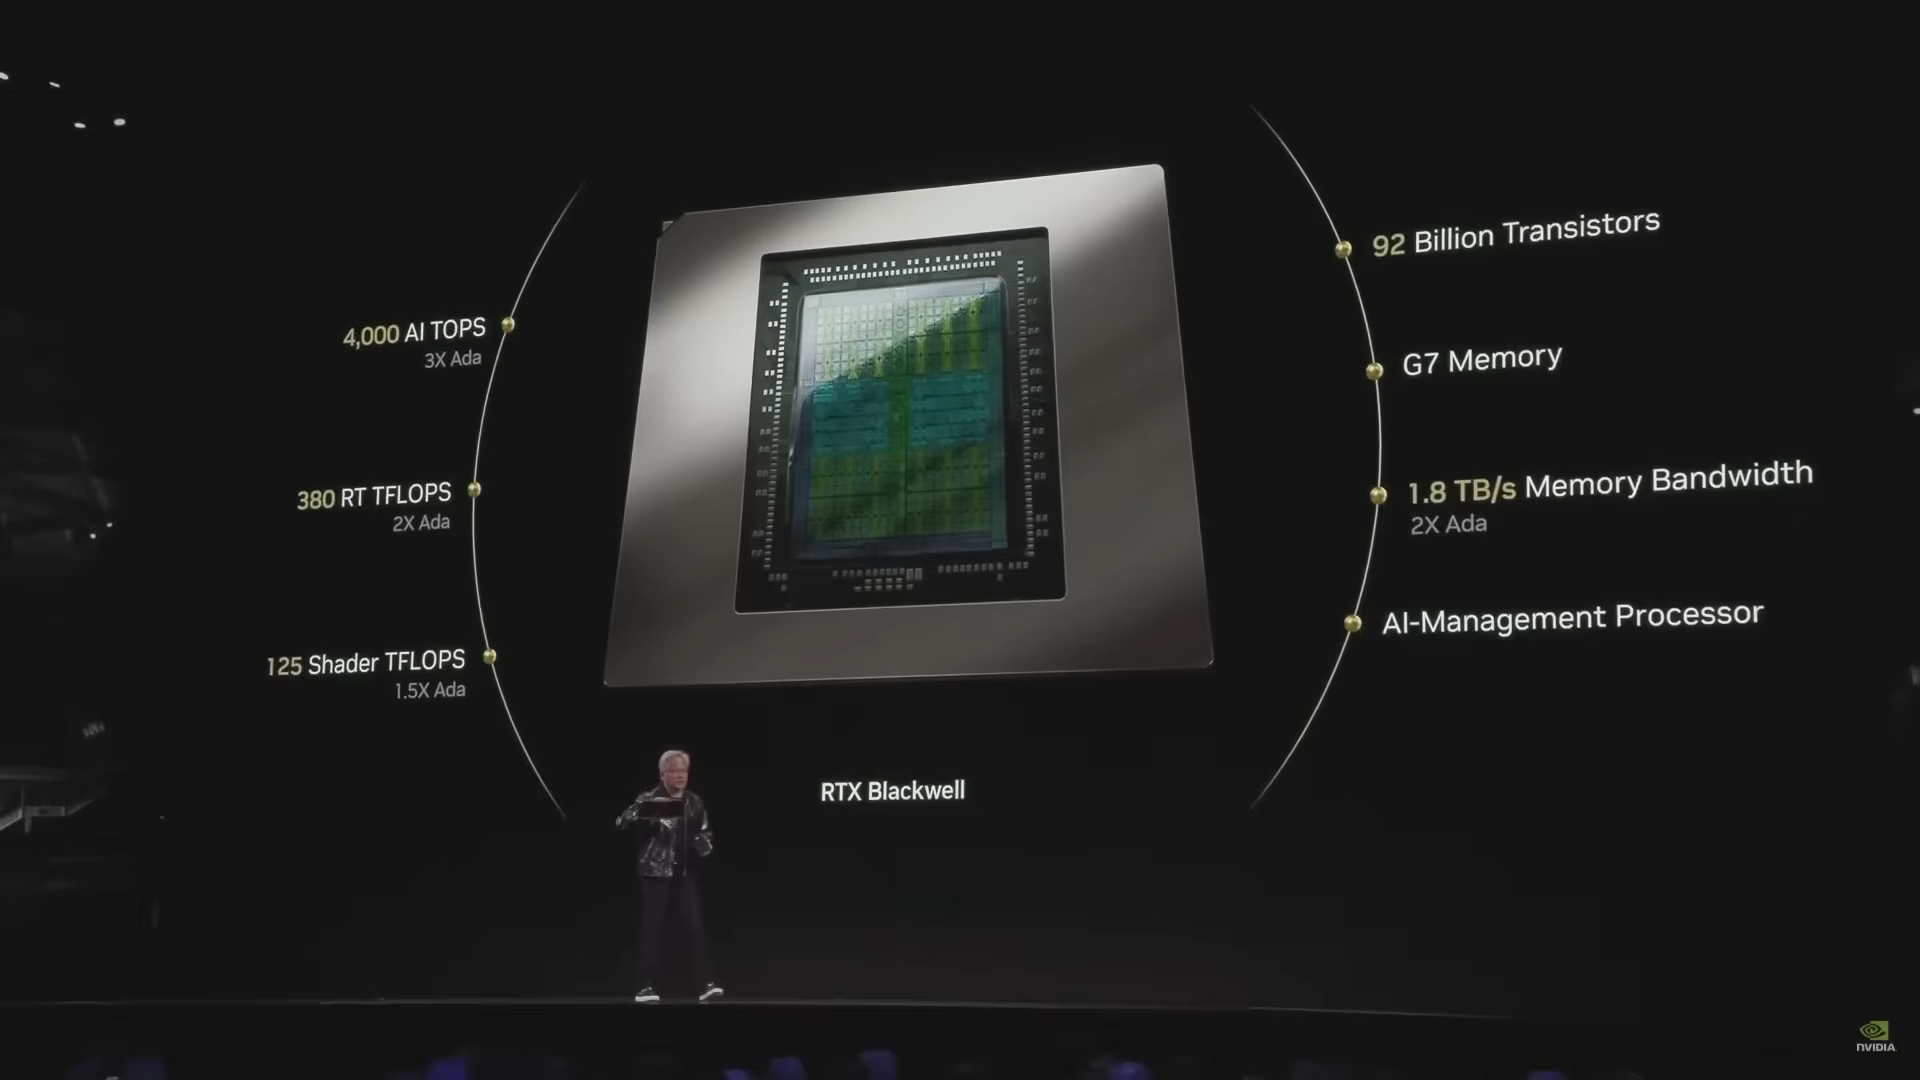 4,000 AI TOPS
3X Ada
380 RT TFLOPS
2X Ada
125 Shader TFLOPS
1.5X Ada
92 Billion Transistors
G7 Memory
1.8 TB/s Memory Bandwidth
2X Ada
AI-Management Processor
RTX Blackwell
NVIDIA